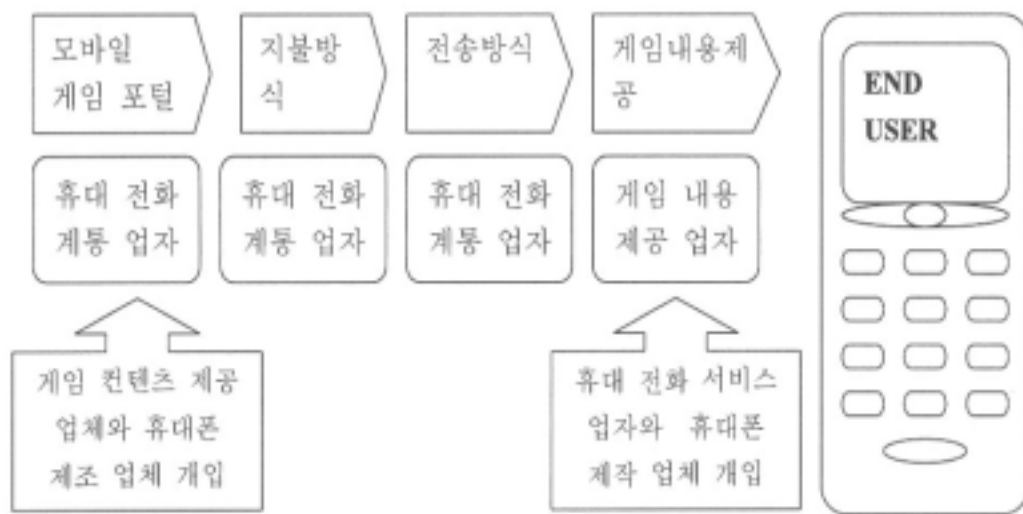 모바일
게임 포털
지불방
식
전송방식
게임내용제
공
END
USER
휴대 전화
계통 업자
휴대 전화
계통 업자
휴대 전화
계통 업자
게임 내용
제공 업자
게임 컨텐츠 제공
업체와 휴대폰
제조 업체 개입
휴대 전화 서비스
업자와 휴대폰
제작 업체 개입